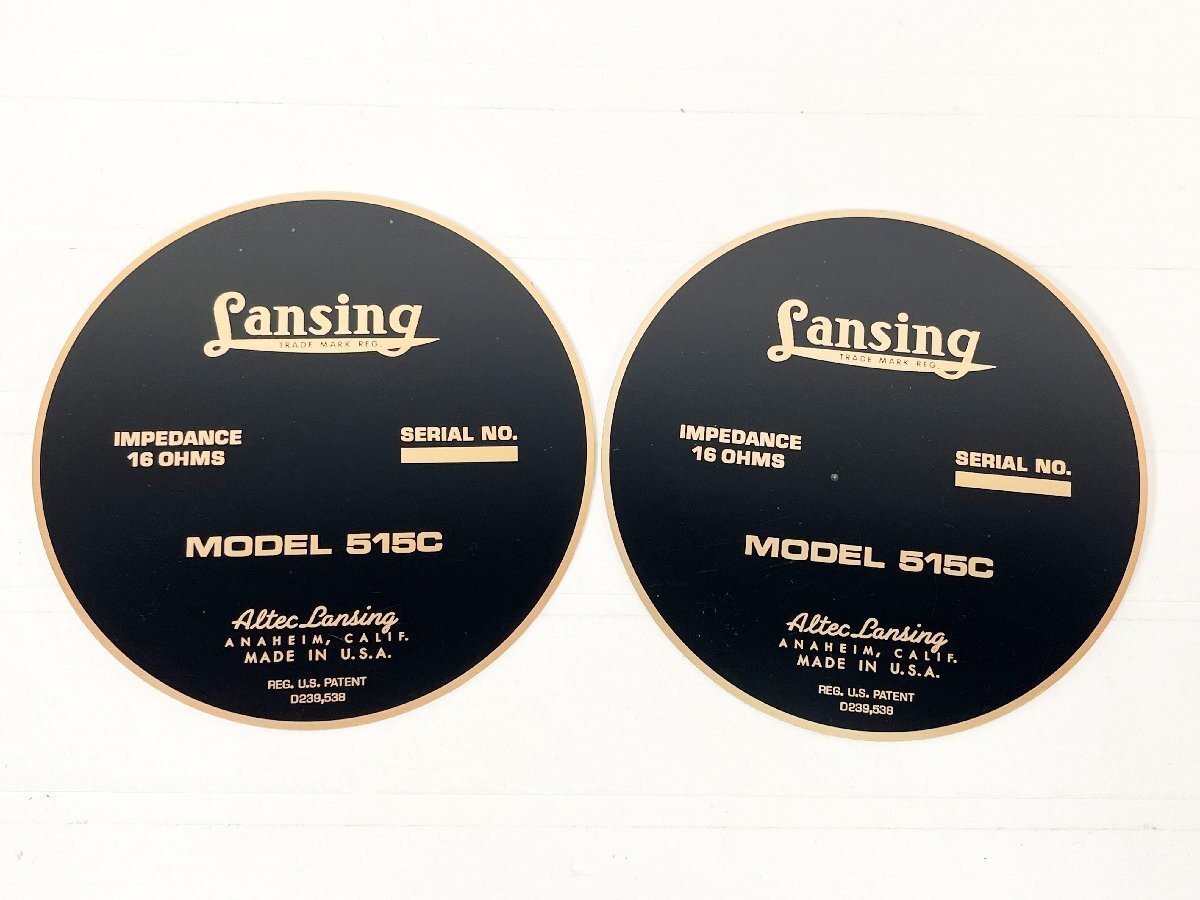 Lansing
TRADE MARK REG.
IMPEDANCE
16 OHMS
SERIAL NO.
MODEL 515C
Altec Lansing
ANAHEIM, CALIF.
MADE IN U.S.A.
REG. U.S. PATENT
D239,538
Lansing
TRADE MARK REG.
IMPEDANCE
16 OHMS
SERIAL NO.
MODEL 515C
Altec Lansing
ANAHEIM, CALIF.
MADE IN U.S.A.
REG. U.S. PATENT
D239,538